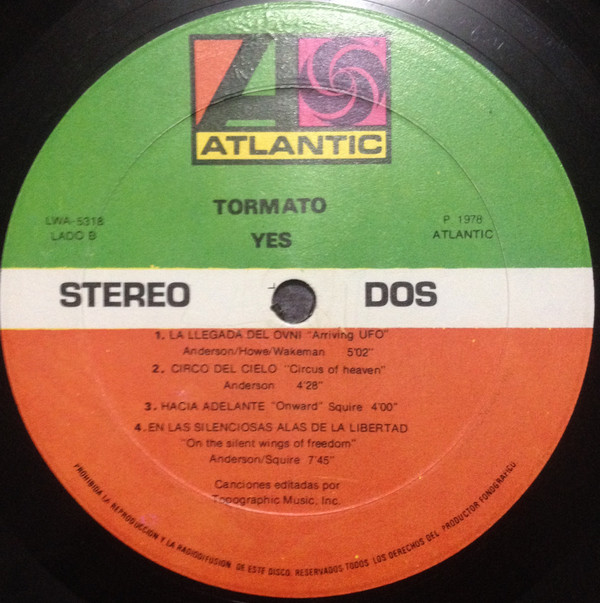 ATLANTIC
TORMATO
YES
LWA-5318
LADO B
P 1978
ATLANTIC
STEREO DOS
1. LA LLEGADA DEL OVNI "Arriving UFO"
Anderson/Howe/Wakeman 5'02"
2. CIRCO DEL CIELO "Circus of heaven"
Anderson 4'28"
3. HACIA ADELANTE "Onward" Squire 4'00"
4. EN LAS SILENCIOSAS ALAS DE LA LIBERTAD
"On the silent wings of freedom"
Anderson/Squire 7'45"
Canciones editadas por
Topographic Music, Inc.
PROHIBIDA LA REPRODUCCIÓN Y LA RADIODIFUSION DE ESTE DISCO. RESERVADOS TODOS LOS DERECHOS DEL PRODUCTOR FONOGRAFICO